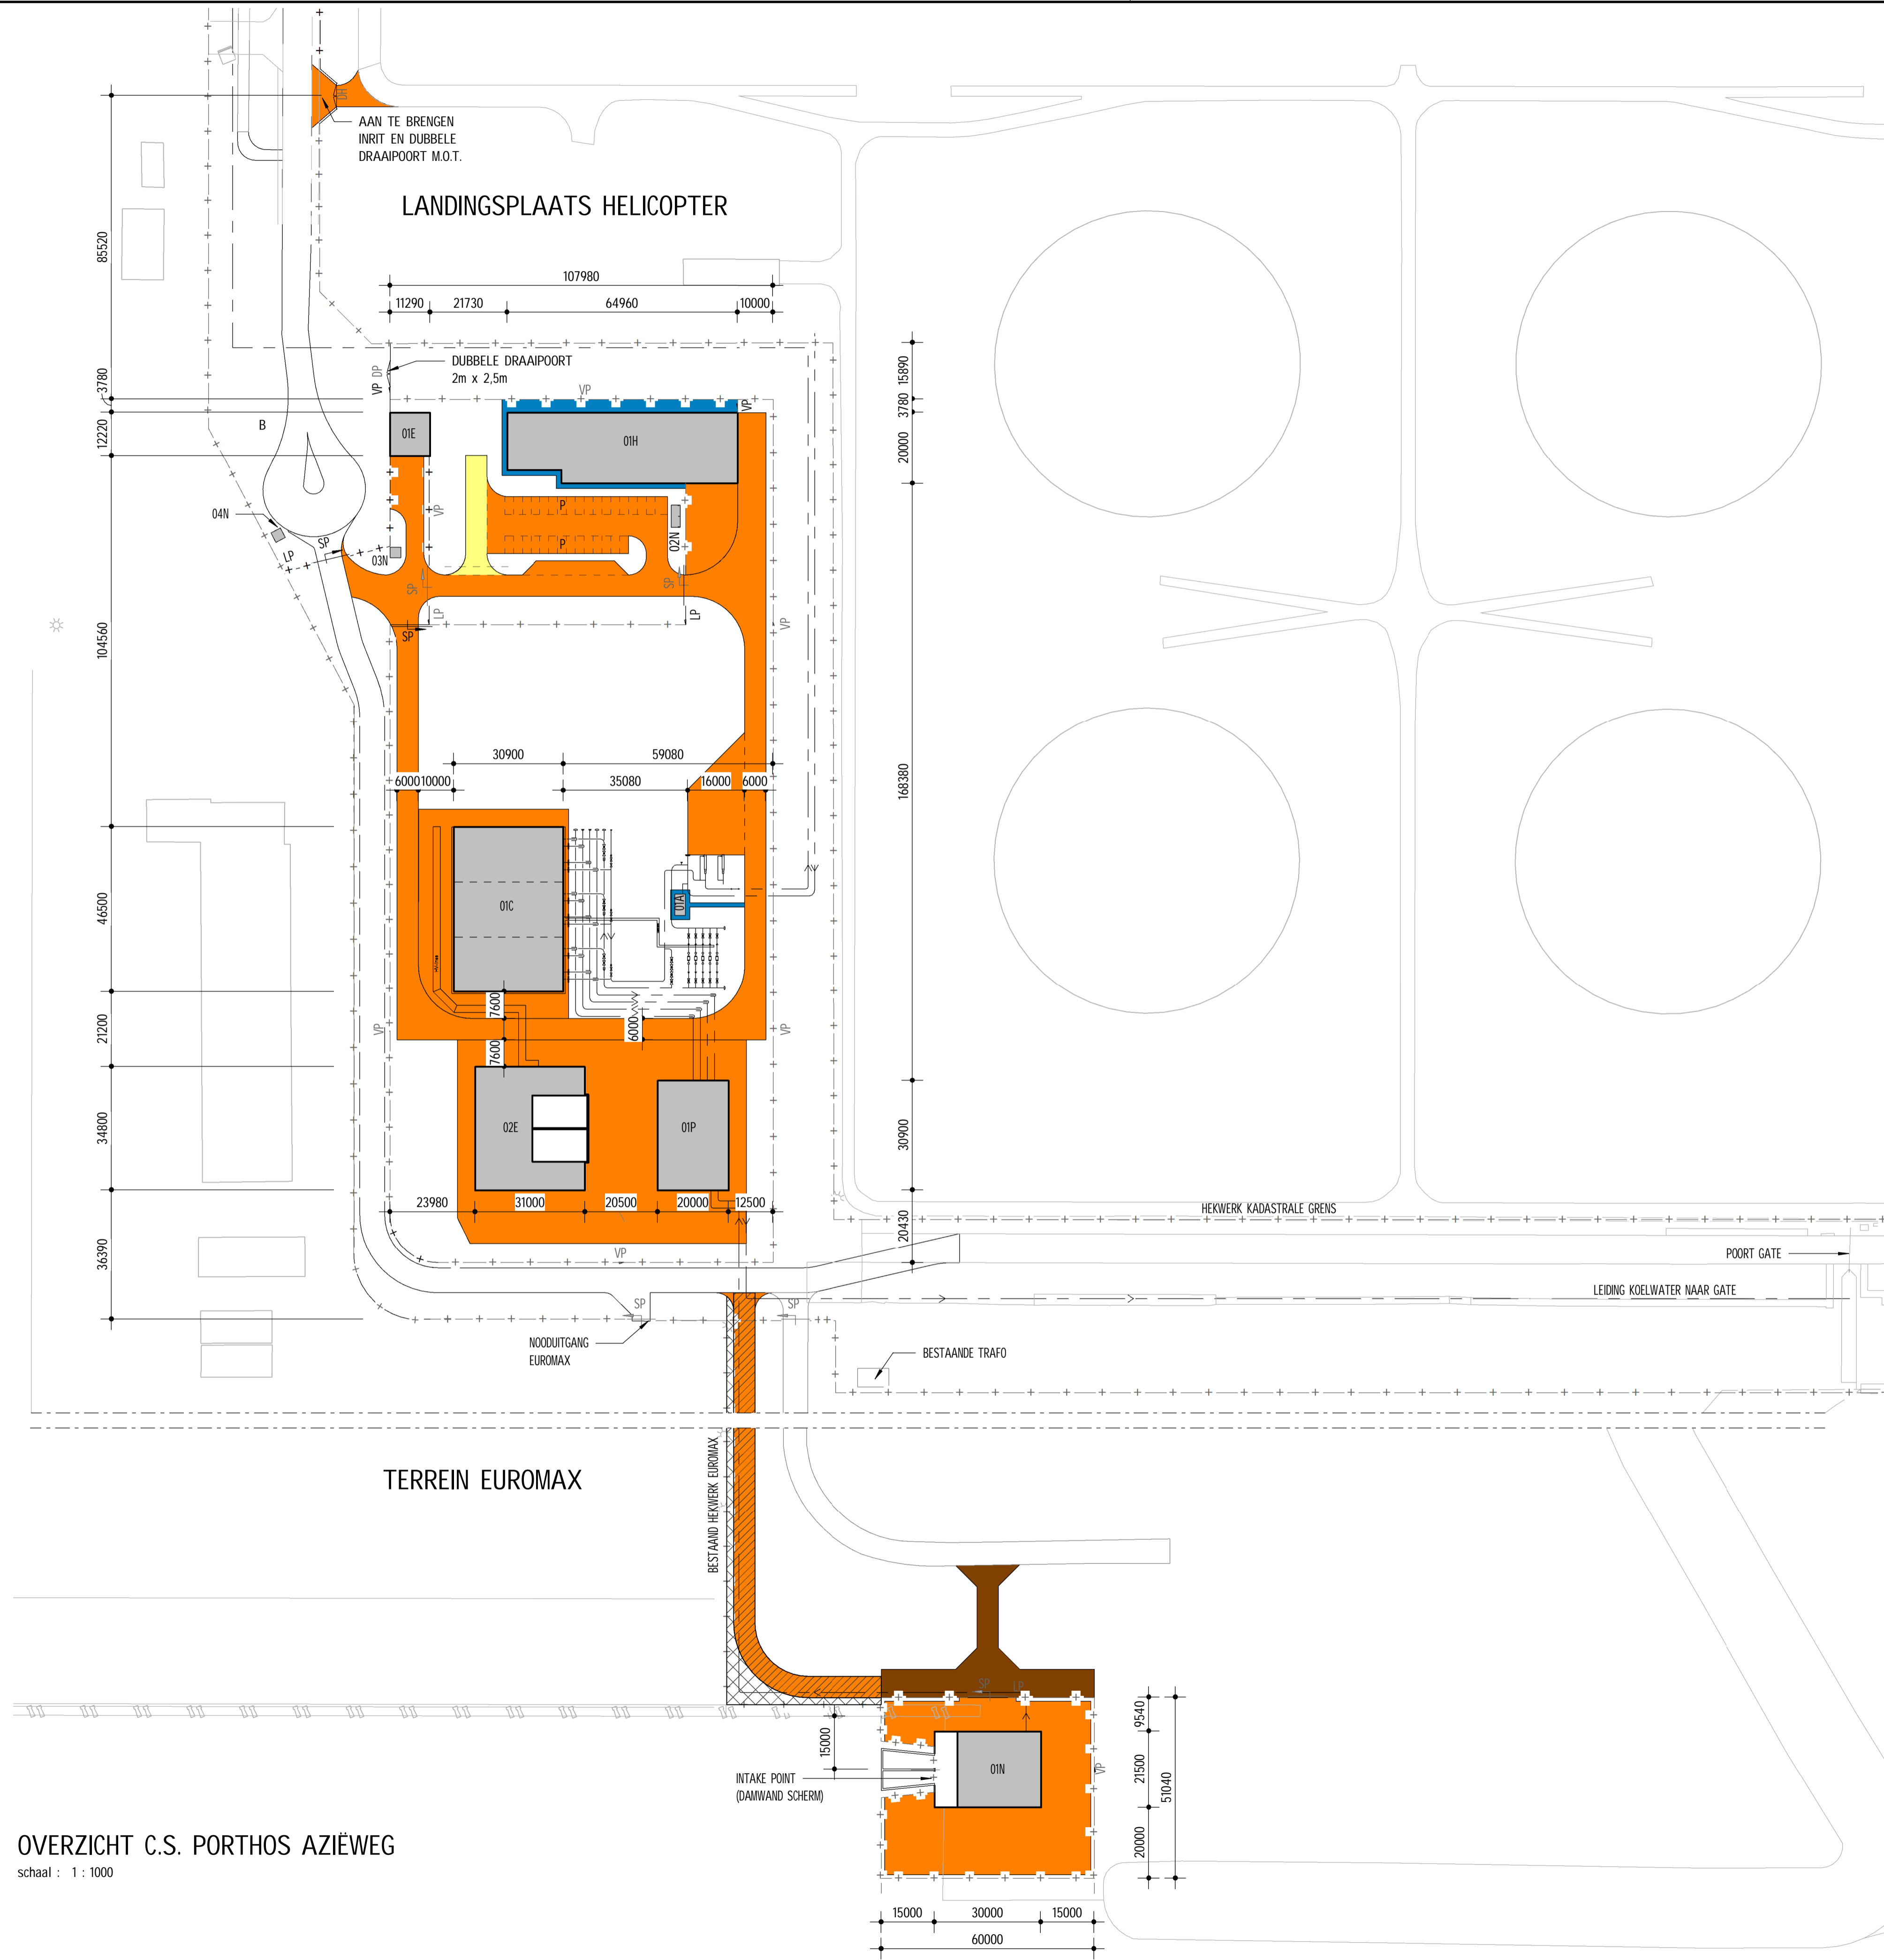 DH
AAN TE BRENGEN
INRIT EN DUBBELE
DRAAIPOORT M.O.T.
LANDINGSPLAATS HELICOPTER
85520
107980
11290
21730
64960
10000
DUBBELE DRAAIPOORT
2m x 2,5m
VP
DP
VP
VP
3780
12220
15890
3780
20000
B
01E
01H
04N
SP
LP
03N
VP
P
P
02N
SP
SP
LP
LP
SP
VP
104560
168380
30900
59080
6000
10000
35080
16000
6000
01C
01A
46500
7600
6000
VP
VP
21200
7600
02E
01P
34800
30900
23980
31000
20500
20000
12500
HEKWERK KADASTRALE GRENS
20430
36390
VP
POORT GATE
LEIDING KOELWATER NAAR GATE
SP
SP
NOODUITGANG
EUROMAX
BESTAANDE TRAFO
BESTAAND HEKWERK EUROMAX
TERREIN EUROMAX
SP
LP
9540
15000
01N
VP
21500
51040
INTAKE POINT
(DAMWAND SCHERM)
20000
OVERZICHT C.S. PORTHOS AZIËWEG
schaal : 1 : 1000
15000
30000
15000
60000